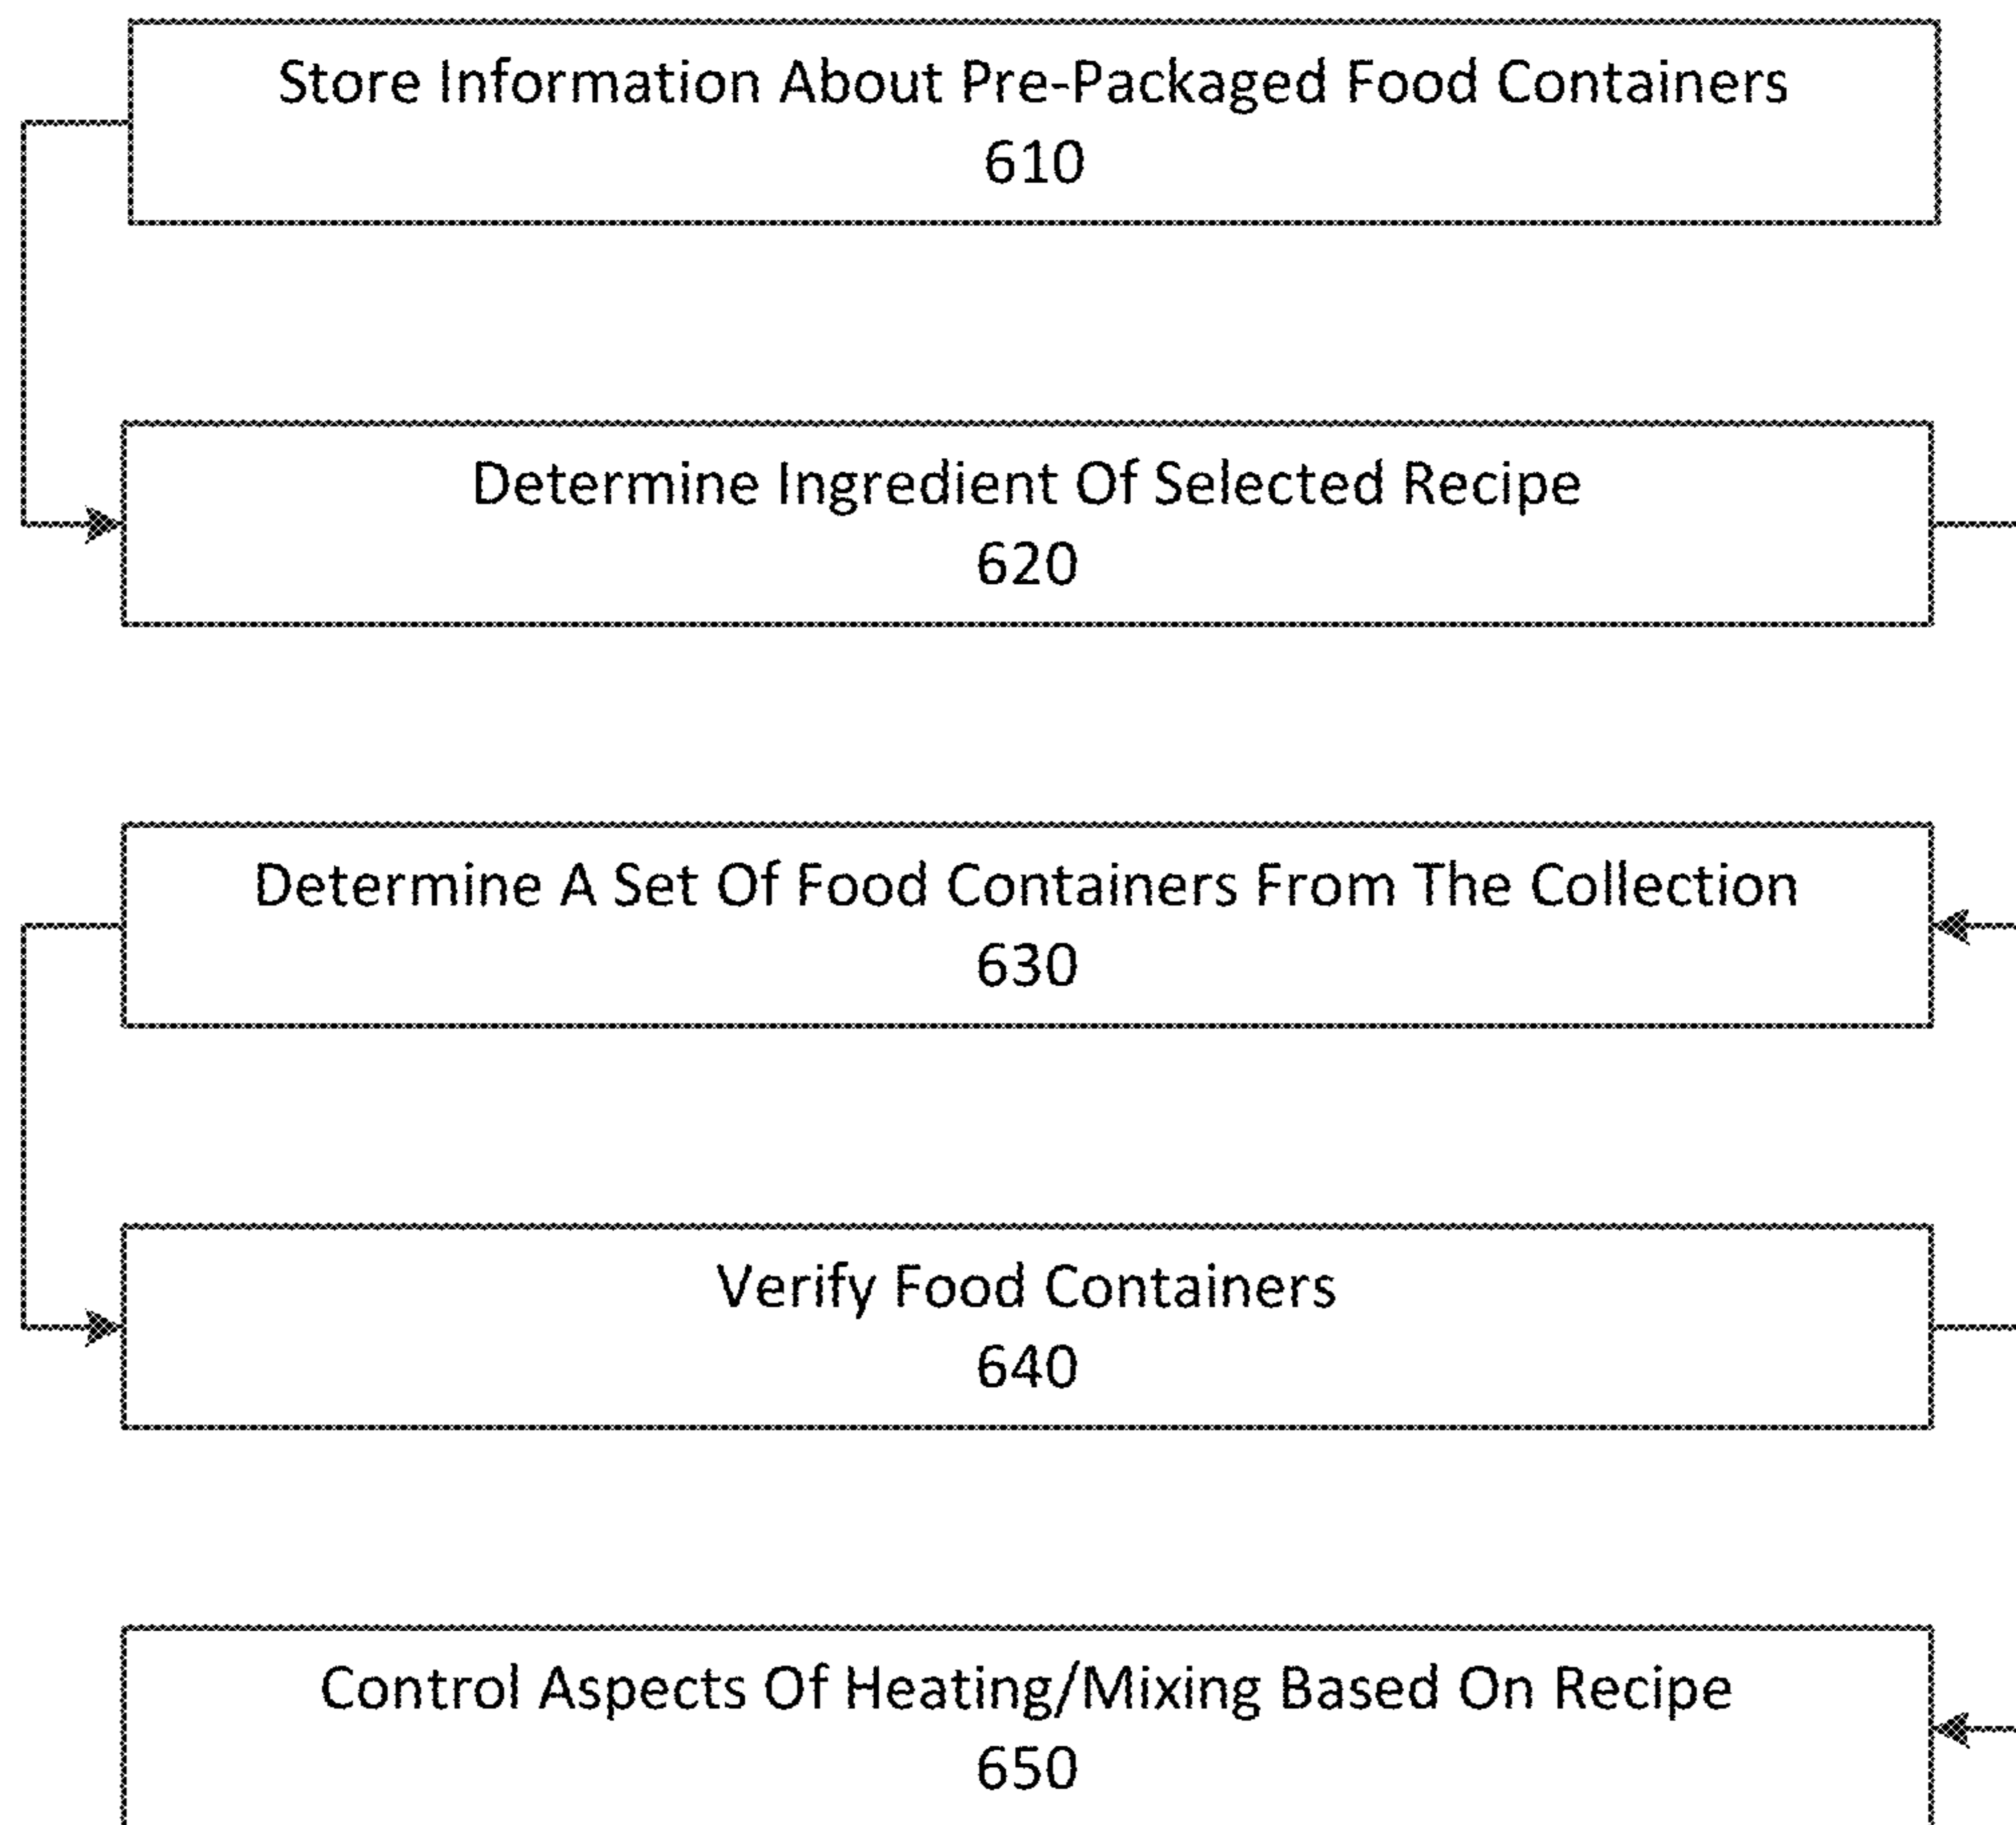 Store Information About Pre-Packaged Food Containers
610
Determine Ingredient Of Selected Recipe
620
Determine A Set Of Food Containers From The Collection
630
Verify Food Containers
640
Control Aspects Of Heating/Mixing Based On Recipe
650